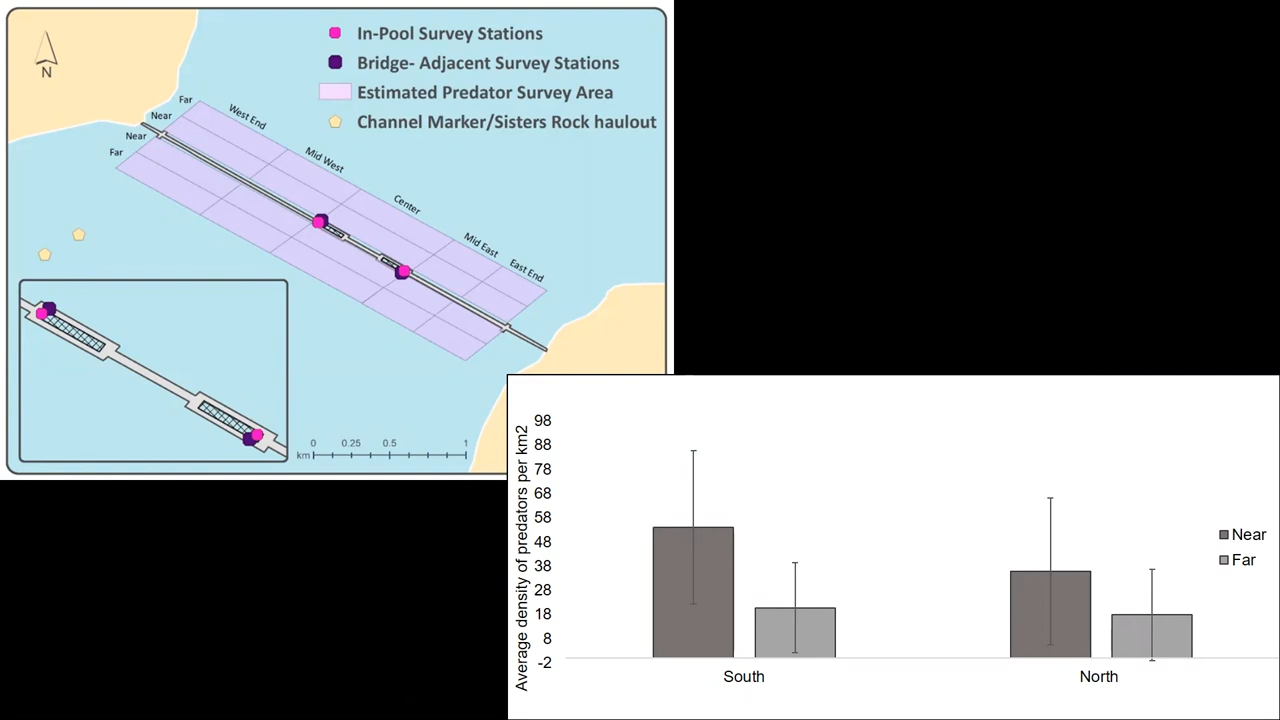 In-Pool Survey Stations
Bridge- Adjacent Survey Stations
Estimated Predator Survey Area
Channel Marker/Sisters Rock haulout
N
Far
Near
Near
Far
West End
Mid West
Center
Mid East
East End
0 0.25 0.5 1
km
Average density of predators per km2
98
88
78
68
58
48
38
28
18
8
-2
South North
Near
Far